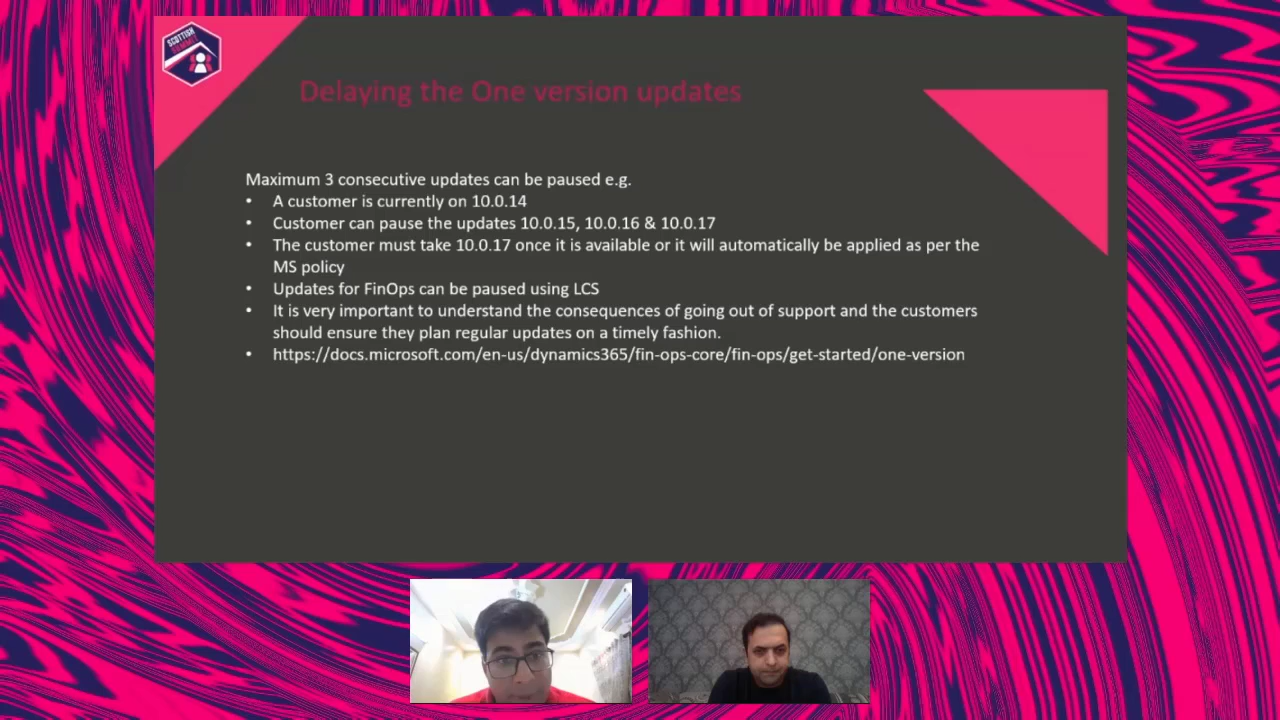 SCOTTISH
SUMMIT
Delaying the One version updates
Maximum 3 consecutive updates can be paused e.g.
• A customer is currently on 10.0.14
• Customer can pause the updates 10.0.15, 10.0.16 & 10.0.17
• The customer must take 10.0.17 once it is available or it will automatically be applied as per the
MS policy
• Updates for FinOps can be paused using LCS
• It is very important to understand the consequences of going out of support and the customers
should ensure they plan regular updates on a timely fashion.
• https://docs.microsoft.com/en-us/dynamics365/fin-ops-core/fin-ops/get-started/one-version